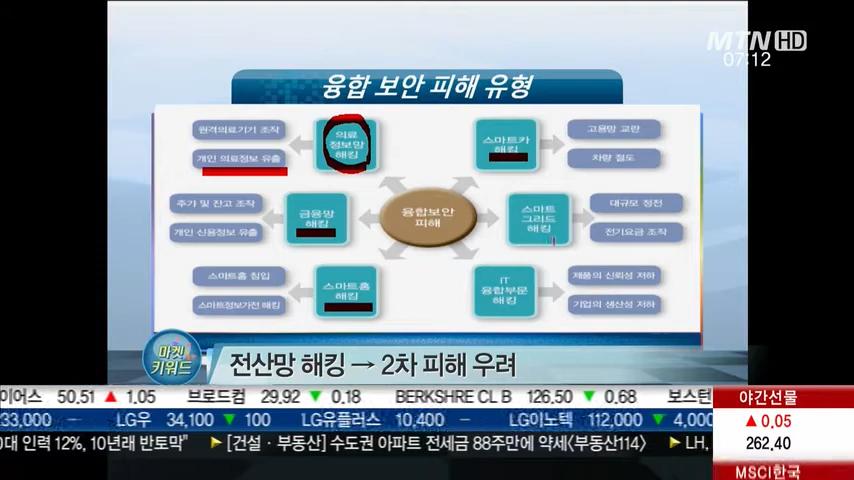 MTN HD
07:12
융합 보안 피해 유형
원격의료기기 조작
개인 의료정보 유출
의료
정보망
해킹
스마트카
해킹
고용망 교란
차량 절도
주가 및 잔고 조작
개인 신용정보 유출
금융망
해킹
융합보안
피해
스마트
그리드
해킹
대규모 정전
전기요금 조작
스마트홈 침입
스마트정보가전 해킹
스마트홈
해킹
IT
융합부문
해킹
제품의 신뢰성 저하
기업의 생산성 저하
마켓
키워드
전산망 해킹 → 2차 피해 우려
이어스 50.51 ▲ 1.05 브로드컴 29.92 ▼ 0.18 BERKSHIRE CL B 126.50 ▼ 0.68 보스턴
야간선물
233,000 – LG우 34,100 ▼ 100 LG유플러스 10,400 – LG이노텍 112,000 ▼ 4,000
▲ 0.05
0대 인력 12%, 10년래 반토막" ▶ [건설·부동산] 수도권 아파트 전세금 88주만에 약세<부동산114> ▶ LH,
262.40
MSCI한국